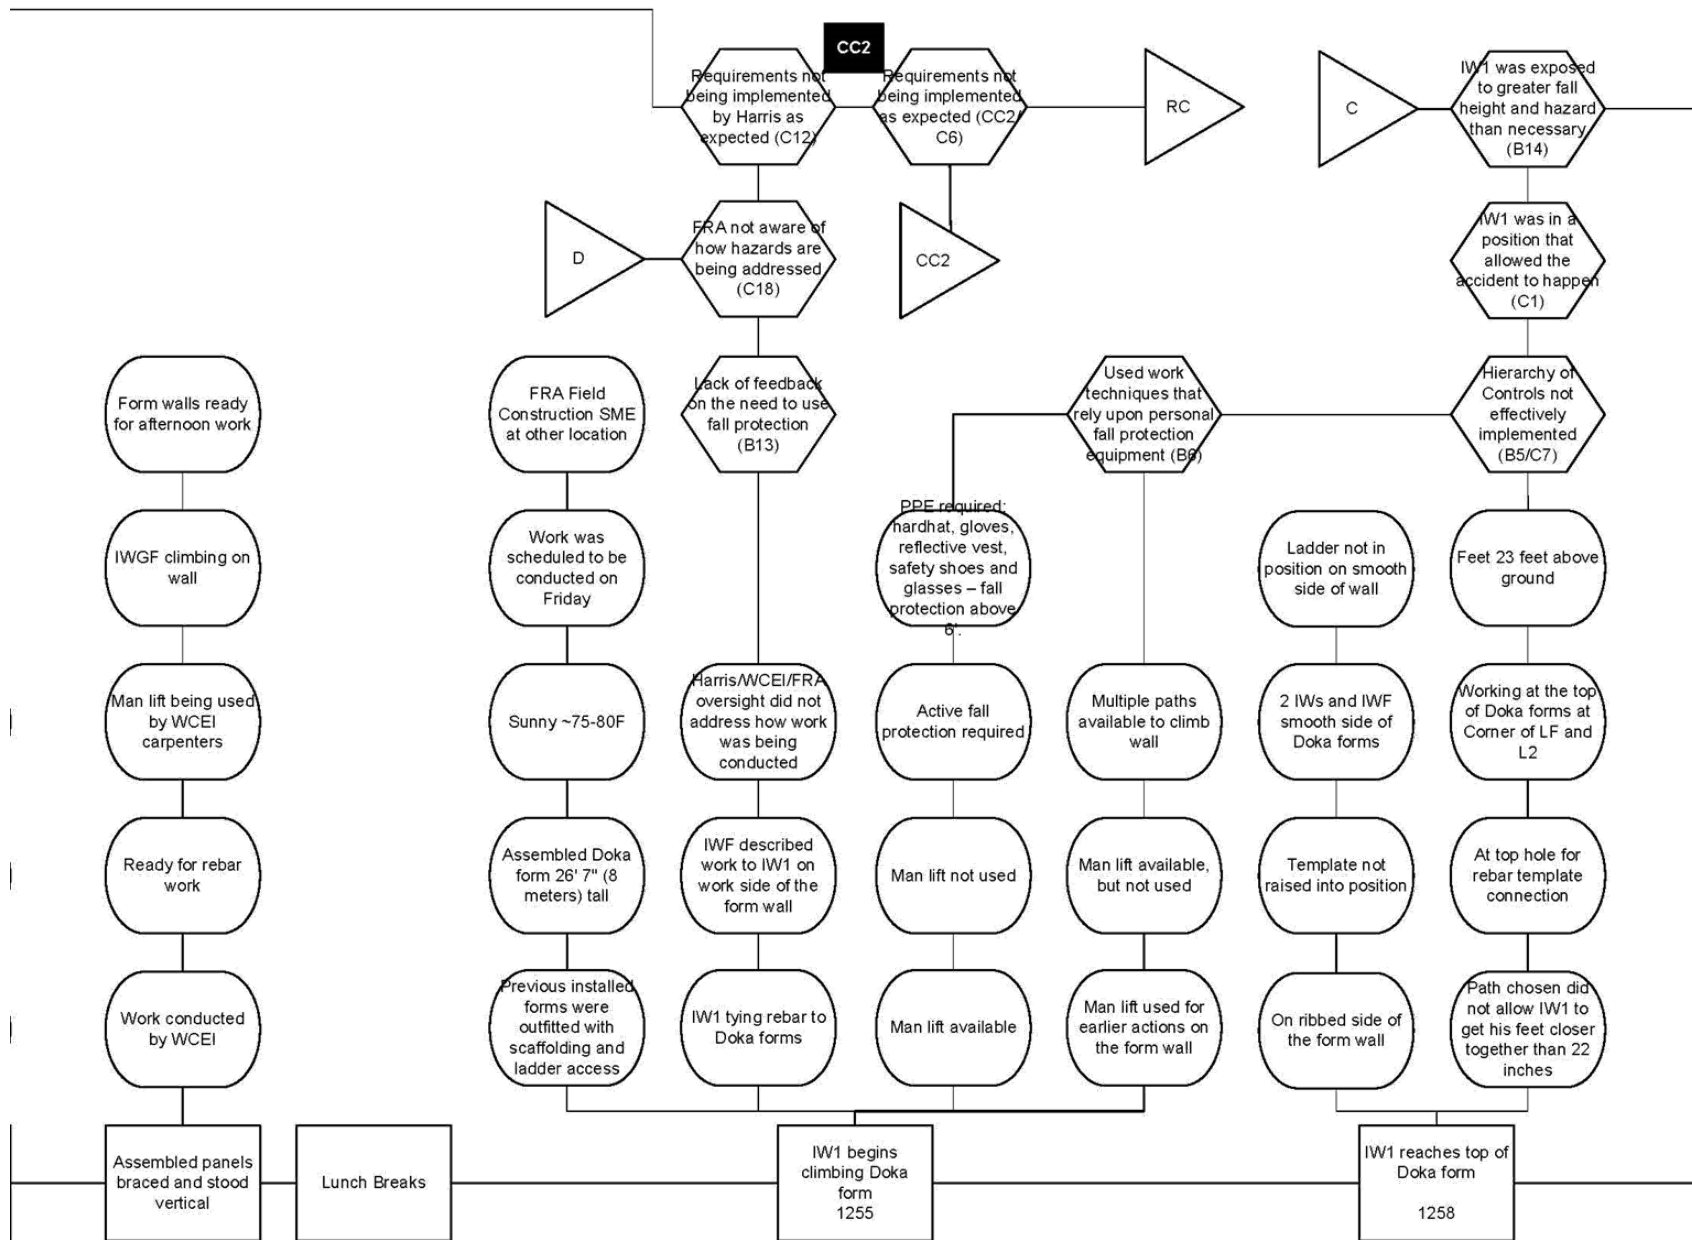 CC2
Requirements not
being implemented
by Harris as
expected (C12)
Requirements not
being implemented
as expected (CC2/
C6)
RC
C
IW1 was exposed
to greater fall
height and hazard
than necessary
(B14)
D
FRA not aware of
how hazards are
being addressed
(C18)
CC2
IW1 was in a
position that
allowed the
accident to happen
(C1)
Form walls ready
for afternoon work
FRA Field
Construction SME
at other location
Lack of feedback
on the need to use
fall protection
(B13)
Used work
techniques that
rely upon personal
fall protection
equipment (B6)
Hierarchy of
Controls not
effectively
implemented
(B5/C7)
IWGF climbing on
wall
Work was
scheduled to be
conducted on
Friday
PPE required:
hardhat, gloves,
reflective vest,
safety shoes and
glasses – fall
protection above
6'.
Ladder not in
position on smooth
side of wall
Feet 23 feet above
ground
Man lift being used
by WCEI
carpenters
Sunny ~75-80F
Harris/WCEI/FRA
oversight did not
address how work
was being
conducted
Active fall
protection required
Multiple paths
available to climb
wall
2 IWs and IWF
smooth side of
Doka forms
Working at the top
of Doka forms at
Corner of LF and
L2
Ready for rebar
work
Assembled Doka
form 26' 7" (8
meters) tall
IWF described
work to IW1 on
work side of the
form wall
Man lift not used
Man lift available,
but not used
Template not
raised into position
At top hole for
rebar template
connection
Work conducted
by WCEI
Previous installed
forms were
outfitted with
scaffolding and
ladder access
IW1 tying rebar to
Doka forms
Man lift available
Man lift used for
earlier actions on
the form wall
On ribbed side of
the form wall
Path chosen did
not allow IW1 to
get his feet closer
together than 22
inches
Assembled panels
braced and stood
vertical
Lunch Breaks
IW1 begins
climbing Doka
form
1255
IW1 reaches top of
Doka form
1258